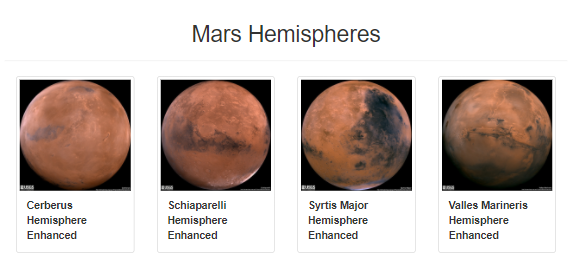 Mars Hemispheres
Cerberus
Hemisphere
Enhanced
Schiaparelli
Hemisphere
Enhanced
Syrtis Major
Hemisphere
Enhanced
Valles Marineris
Hemisphere
Enhanced